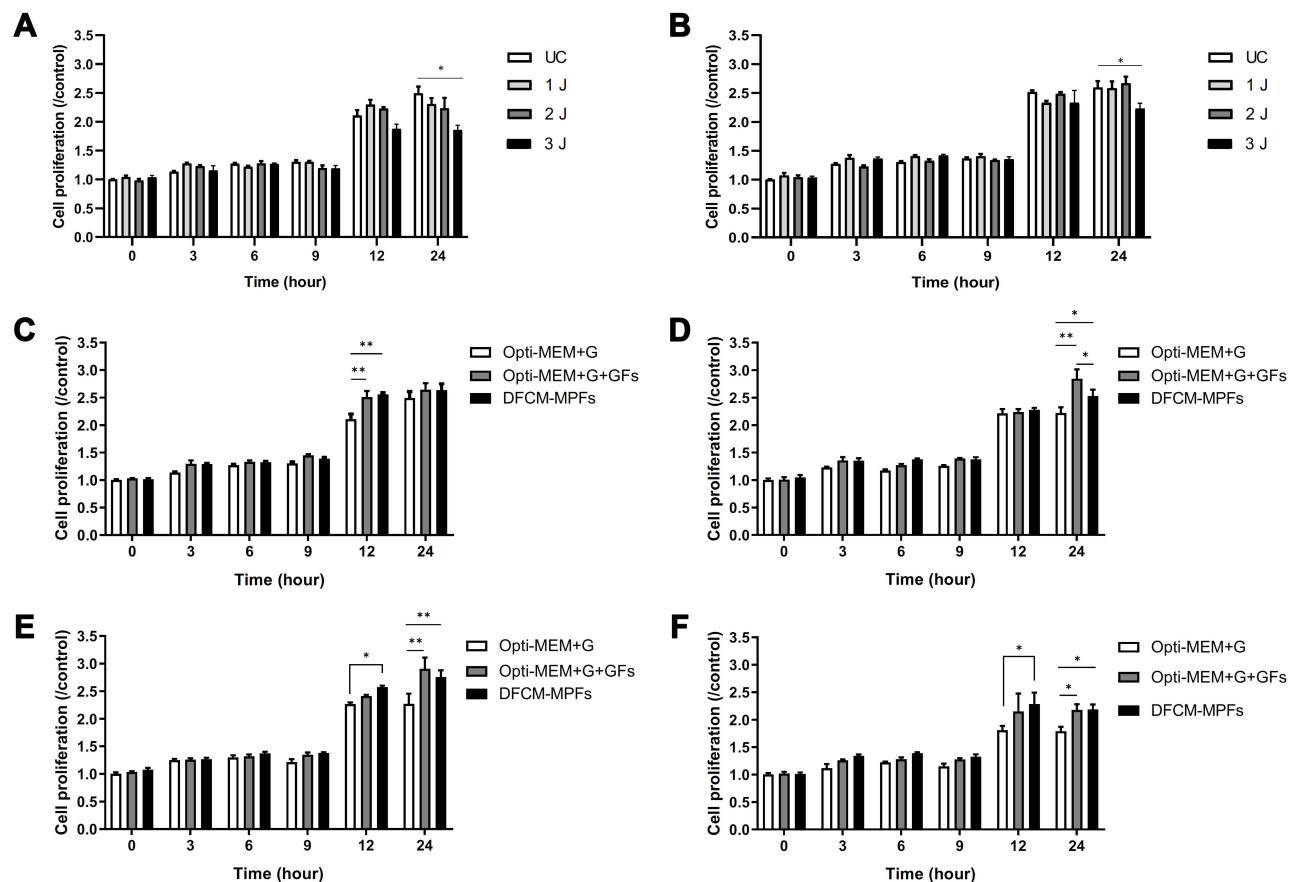 A
Cell proliferation (/control)
3.5
3.0
2.5
2.0
1.5
1.0
0.5
0.0
*
0 3 6 9 12 24
Time (hour)
UC
1 J
2 J
3 J
B
Cell proliferation (/control)
3.5
3.0
2.5
2.0
1.5
1.0
0.5
0.0
*
0 3 6 9 12 24
Time (hour)
UC
1 J
2 J
3 J
C
Cell proliferation (/control)
3.5
3.0
2.5
2.0
1.5
1.0
0.5
0.0
**
**
0 3 6 9 12 24
Time (hour)
Opti-MEM+G
Opti-MEM+G+GFs
DFCM-MPFs
D
Cell proliferation (/control)
3.5
3.0
2.5
2.0
1.5
1.0
0.5
0.0
*
**
*
0 3 6 9 12 24
Time (hour)
Opti-MEM+G
Opti-MEM+G+GFs
DFCM-MPFs
E
Cell proliferation (/control)
3.5
3.0
2.5
2.0
1.5
1.0
0.5
0.0
*
**
**
0 3 6 9 12 24
Time (hour)
Opti-MEM+G
Opti-MEM+G+GFs
DFCM-MPFs
F
Cell proliferation (/control)
3.5
3.0
2.5
2.0
1.5
1.0
0.5
0.0
*
*
*
0 3 6 9 12 24
Time (hour)
Opti-MEM+G
Opti-MEM+G+GFs
DFCM-MPFs